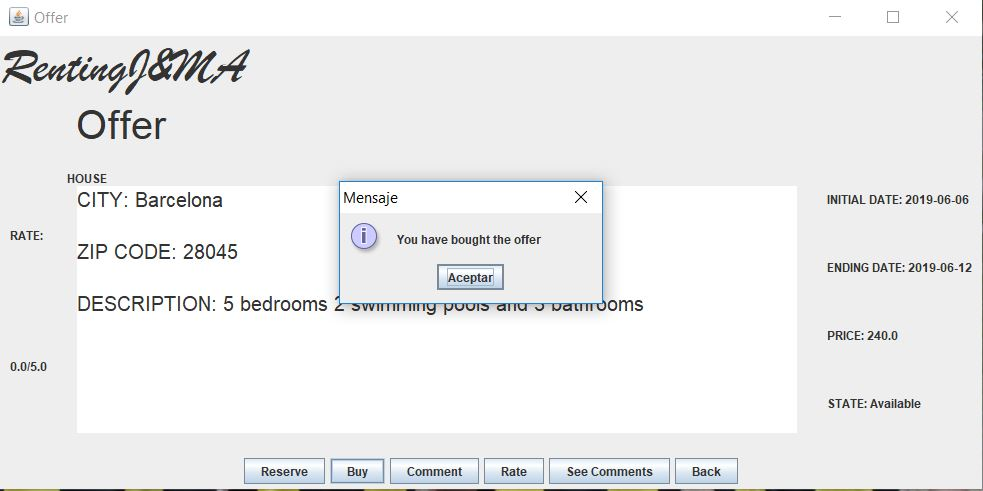 Offer
RentingJ&MA
Offer
HOUSE
CITY: Barcelona
ZIP CODE: 28045
DESCRIPTION: 5 bedrooms 2 swimming pools and 3 bathrooms
RATE:
0.0/5.0
Mensaje
You have bought the offer
Aceptar
INITIAL DATE: 2019-06-06
ENDING DATE: 2019-06-12
PRICE: 240.0
STATE: Available
Reserve Buy Comment Rate See Comments Back